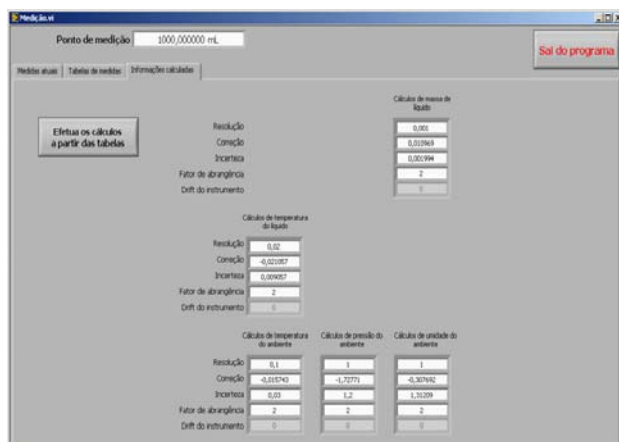 Medição.vi
Ponto de medição 1000,000000 mL
Sai do programa
Medidas atuais Tabelas de medidas Informações calculadas
Efetua os cálculos
a partir das tabelas
Cálculos de massa de
líquido
Resolução 0,001
Correção 0,010969
Incerteza 0,001994
Fator de abrangência 2
Drift do instrumento 0
Cálculos de temperatura
do líquido
Resolução 0,02
Correção -0,021057
Incerteza 0,009057
Fator de abrangência 2
Drift do instrumento 0
Cálculos de temperatura Cálculos de pressão do Cálculos de umidade do
do ambiente ambiente ambiente
Resolução 0,1 1 1
Correção -0,015743 -1,72771 -0,307692
Incerteza 0,03 1,2 1,31209
Fator de abrangência 2 2 2
Drift do instrumento 0 0 0